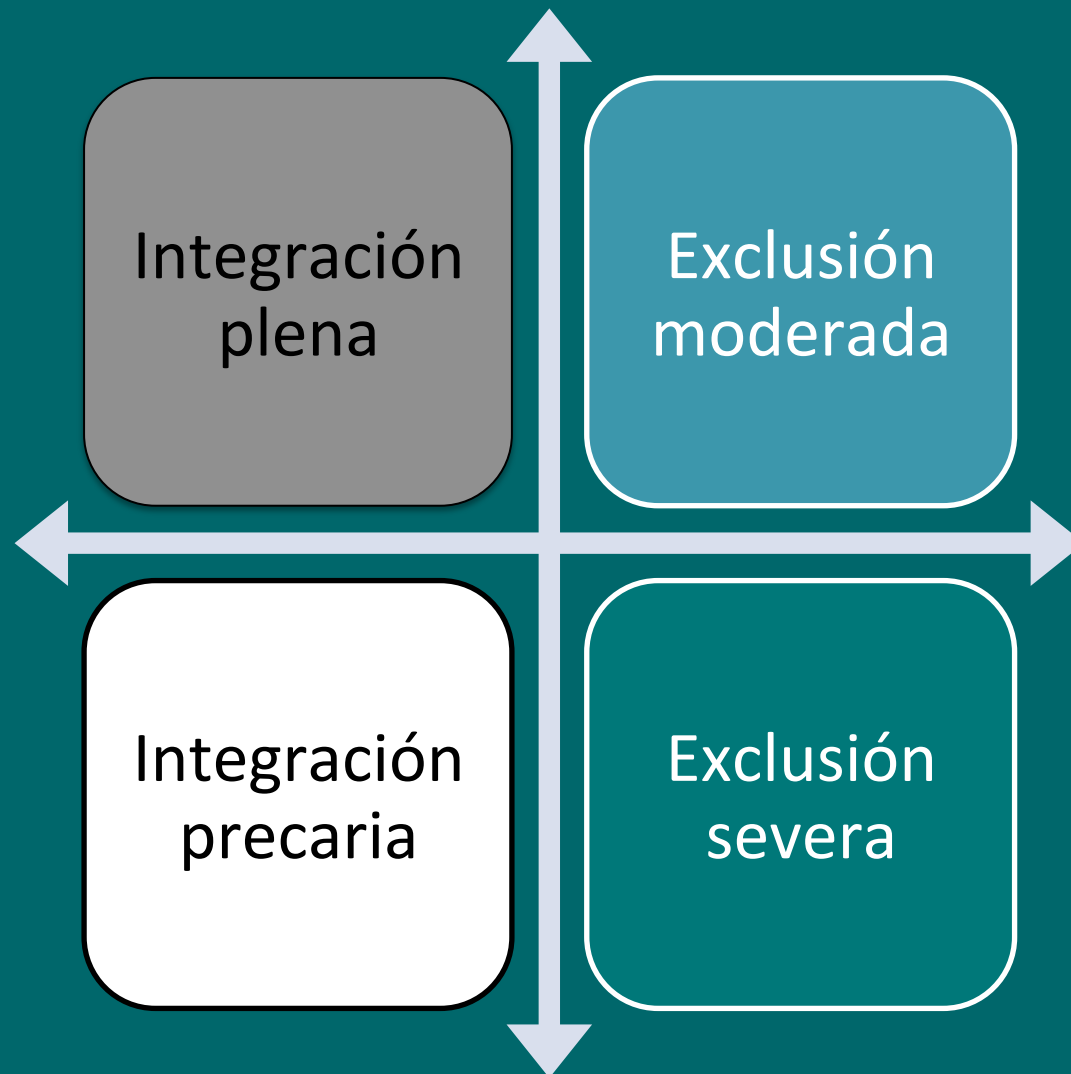 Integración
plena
Exclusión
moderada
Integración
precaria
Exclusión
severa